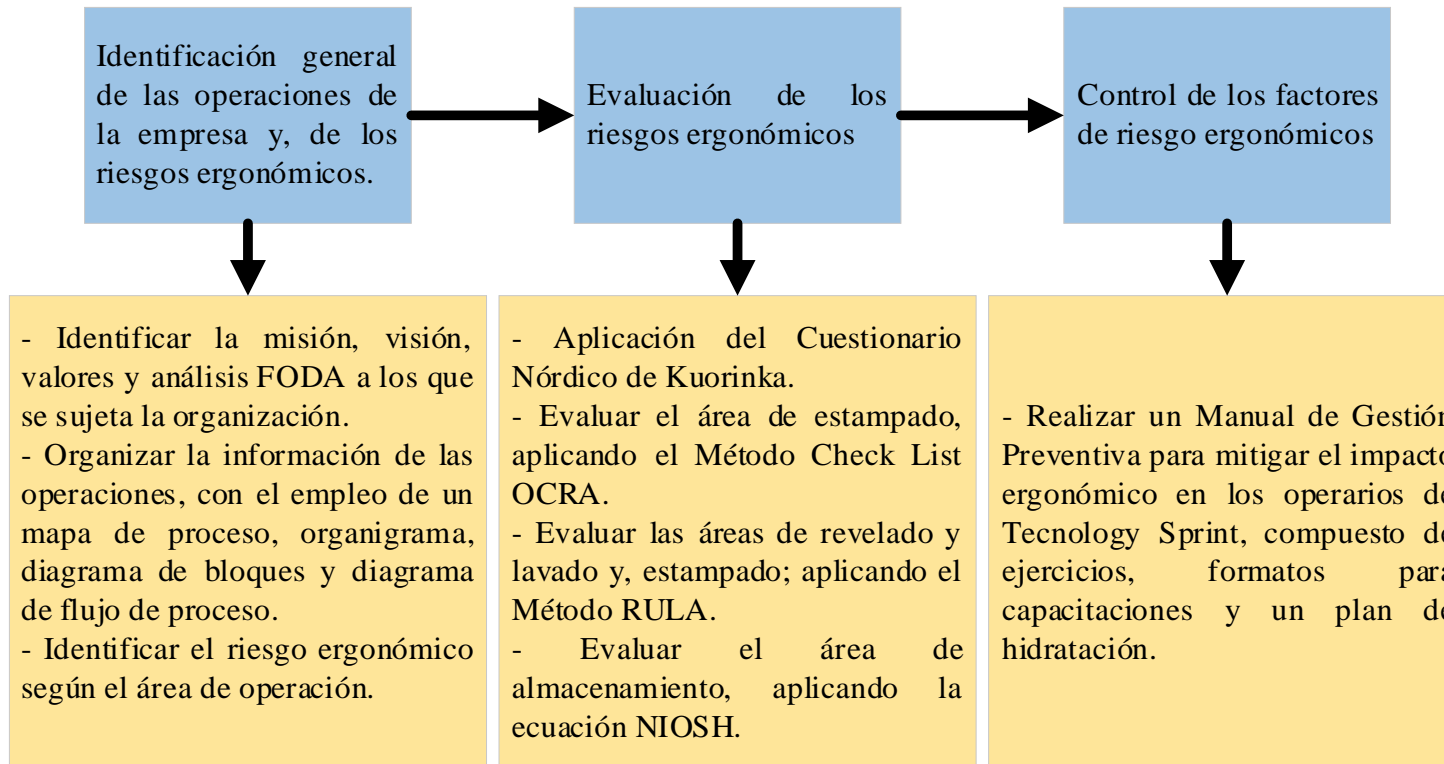 Identificación general
de las operaciones de
la empresa y, de los
riesgos ergonómicos.
Evaluación de los
riesgos ergonómicos
Control de los factores
de riesgo ergonómicos
- Identificar la misión, visión,
valores y análisis FODA a los que
se sujeta la organización.
- Organizar la información de las
operaciones, con el empleo de un
mapa de proceso, organigrama,
diagrama de bloques y diagrama
de flujo de proceso.
- Identificar el riesgo ergonómico
según el área de operación.
- Aplicación del Cuestionario
Nórdico de Kuorinka.
- Evaluar el área de estampado,
aplicando el Método Check List
OCRA.
- Evaluar las áreas de revelado y
lavado y, estampado; aplicando el
Método RULA.
- Evaluar el área de
almacenamiento, aplicando la
ecuación NIOSH.
- Realizar un Manual de Gestión
Preventiva para mitigar el impacto
ergonómico en los operarios de
Tecnology Sprint, compuesto de
ejercicios, formatos para
capacitaciones y un plan de
hidratación.